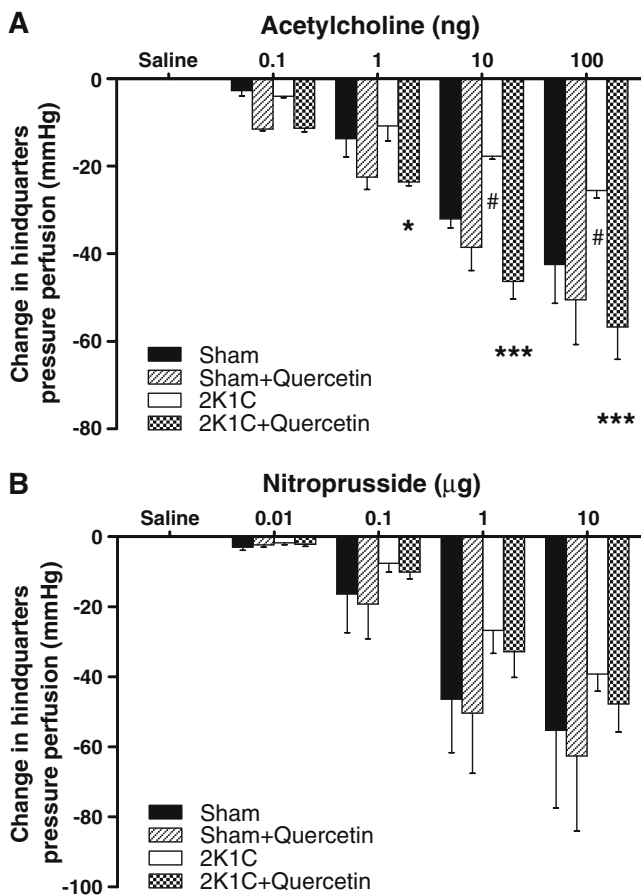 A
Acetylcholine (ng)
Saline 0.1 1 10 100
0
-20
-40
-60
-80
Change in hindquarters
pressure perfusion (mmHg)
# #
*
***
***
Sham
Sham+Quercetin
2K1C
2K1C+Quercetin
B
Nitroprusside (μg)
Saline 0.01 0.1 1 10
0
-20
-40
-60
-80
-100
Change in hindquarters
pressure perfusion (mmHg)
Sham
Sham+Quercetin
2K1C
2K1C+Quercetin